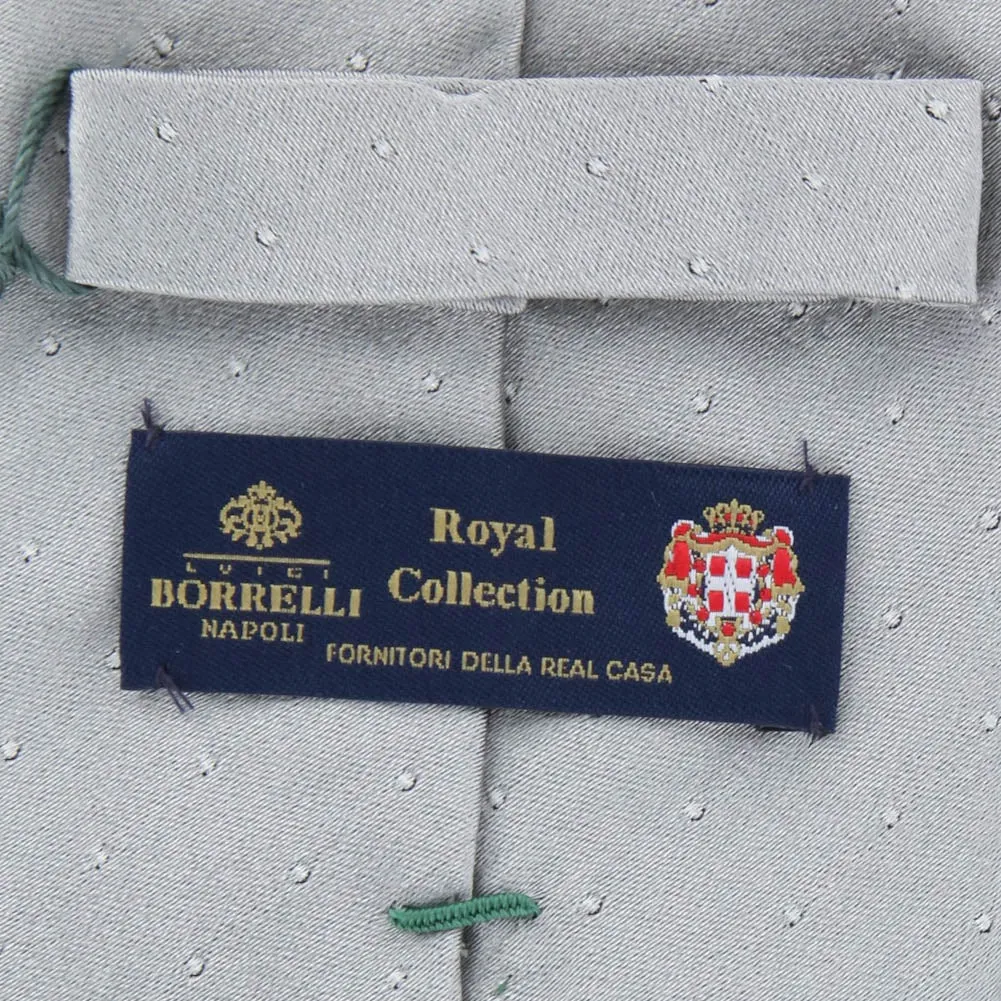 LUIGI
BORRELLI
NAPOLI
Royal
Collection
FORNITORI DELLA REAL CASA